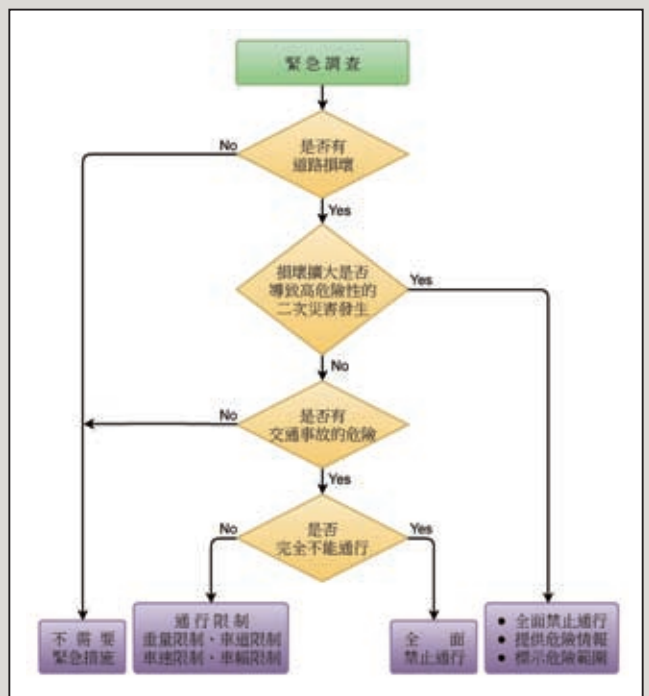 緊急調查
No
是否有
道路損壞
Yes
損壞擴大是否
導致高危險性的
二次災害發生
Yes
No
No
是否有
交通事故的危險
Yes
No
是否
完全不能通行
Yes
不需要
緊急措施
通行限制
重量限制、車道限制
車速限制、車幅限制
全面
禁止通行
• 全面禁止通行
• 提供危險情報
• 標示危險範圍